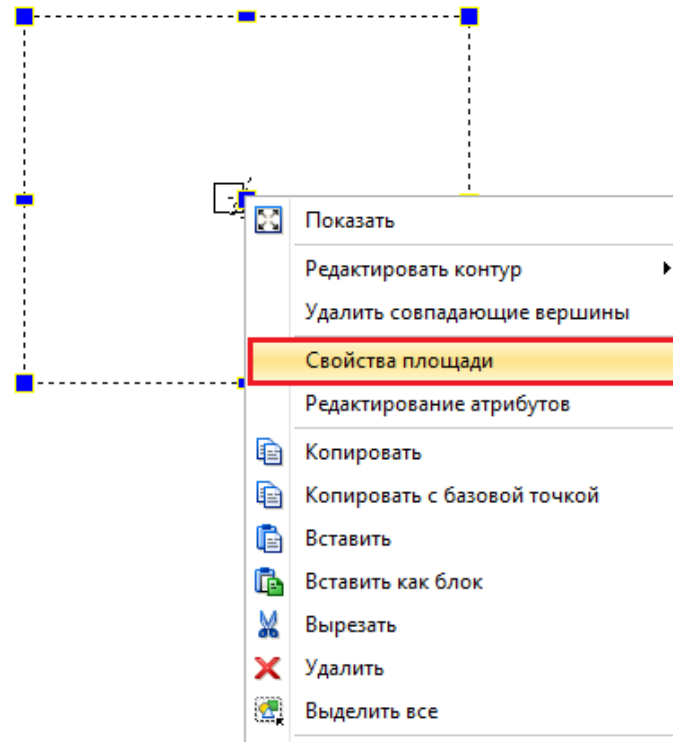 Показать
Редактировать контур
Удалить совпадающие вершины
Свойства площади
Редактирование атрибутов
Копировать
Копировать с базовой точкой
Вставить
Вставить как блок
Вырезать
Удалить
Выделить все